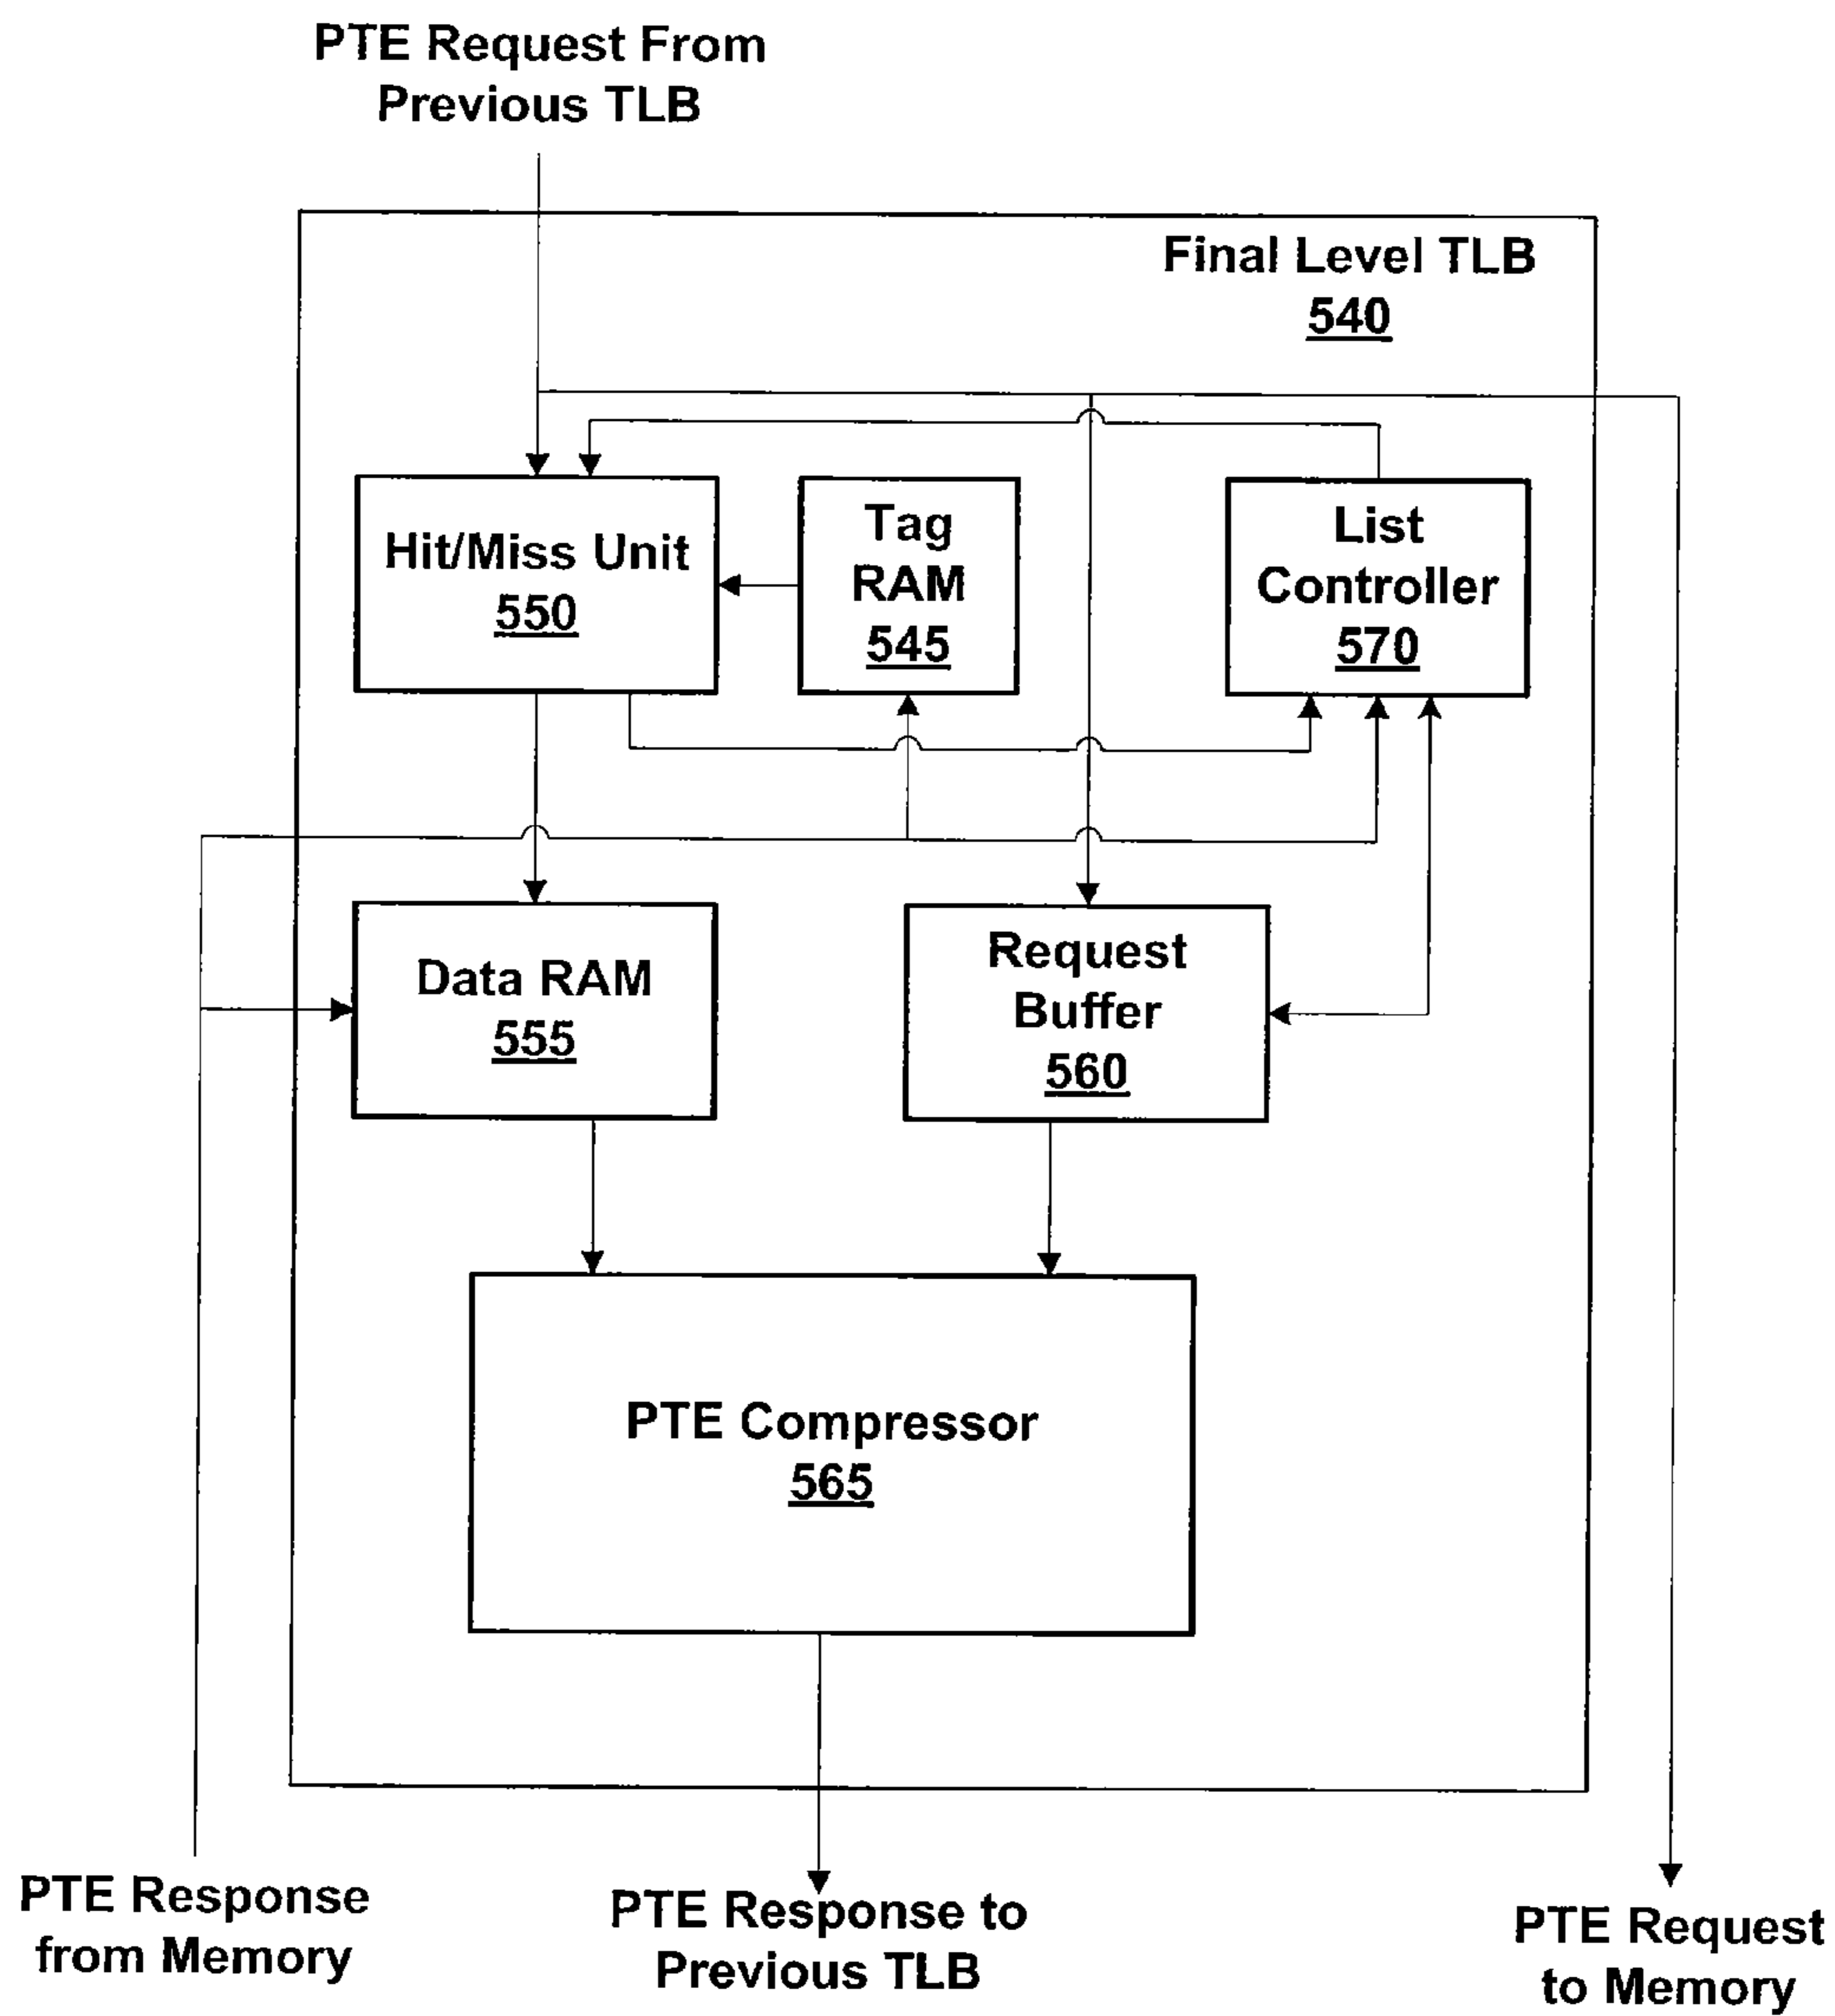 PTE Request From
Previous TLB
Final Level TLB
540
Hit/Miss Unit
550
Tag
RAM
545
List
Controller
570
Data RAM
555
Request
Buffer
560
PTE Compressor
565
PTE Response
from Memory
PTE Response to
Previous TLB
PTE Request
to Memory